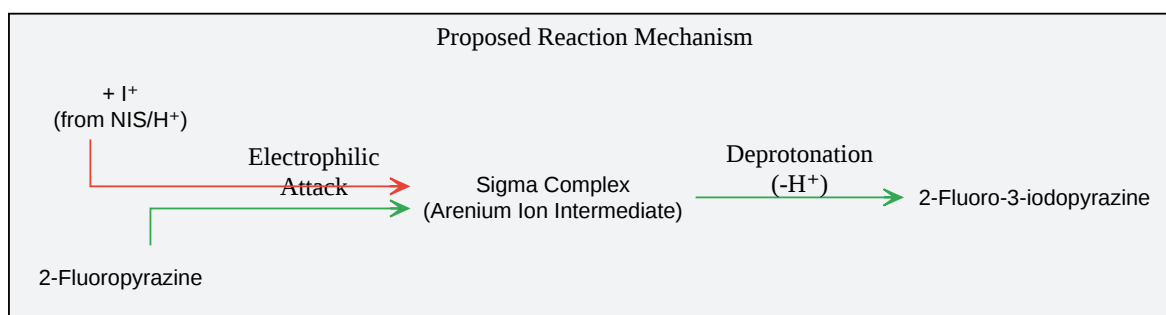 Proposed Reaction Mechanism
+ I⁺
(from NIS/H⁺)
Electrophilic
Attack
Deprotonation
(-H⁺)
Sigma Complex
(Arenium Ion Intermediate)
2-Fluoro-3-iodopyrazine
2-Fluoropyrazine